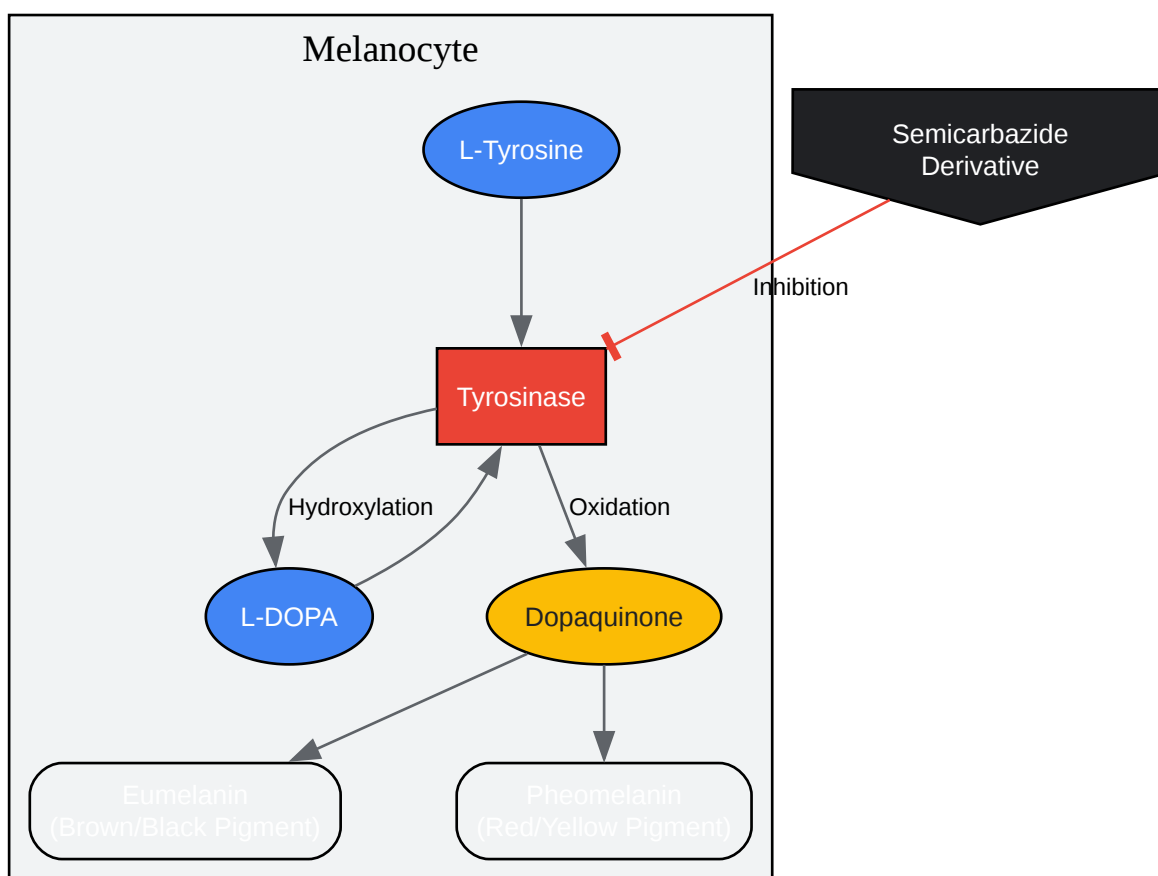 Melanocyte
L-Tyrosine
Semicarbazide
Derivative
Inhibition
Tyrosinase
Hydroxylation
Oxidation
L-DOPA
Dopaquinone
Eumelanin
(Brown/Black Pigment)
Pheomelanin
(Red/Yellow Pigment)